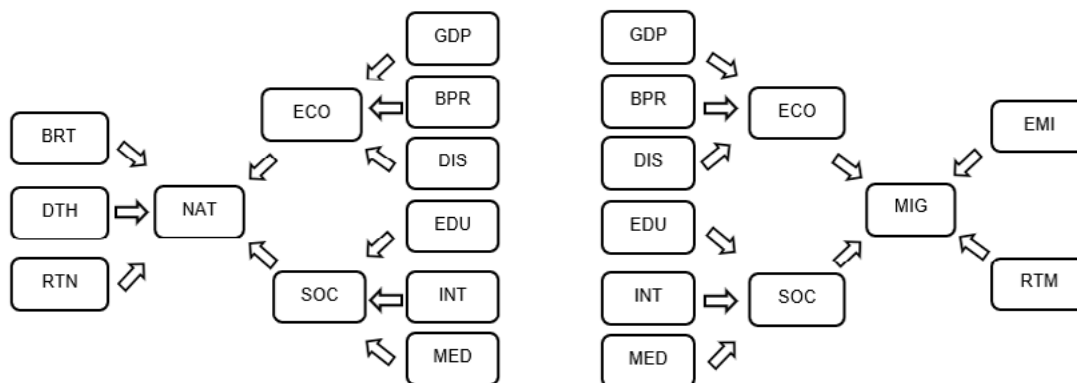 GDP
BPR
ECO
DIS
BRT
DTH
NAT
RTN
EDU
SOC
INT
MED
GDP
BPR
ECO
DIS
EDU
INT
SOC
MED
MIG
EMI
RTM